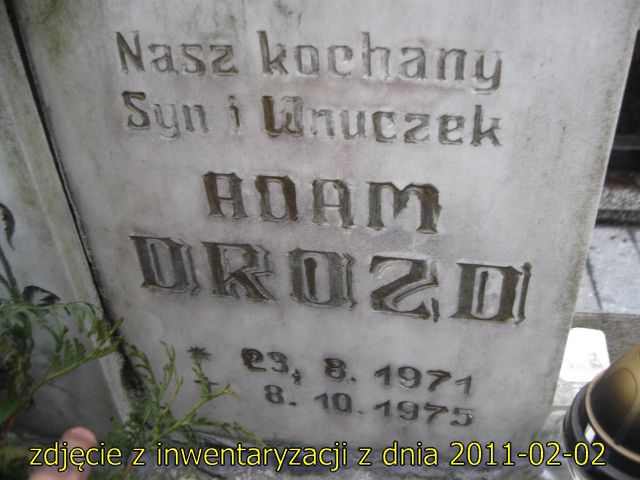 Nasz kochany
Syn i Wnuczek
ADAM
DROZD
* 23. 8. 1971
+ 8. 10. 1975
zdjęcie z inwentaryzacji z dnia 2011-02-02